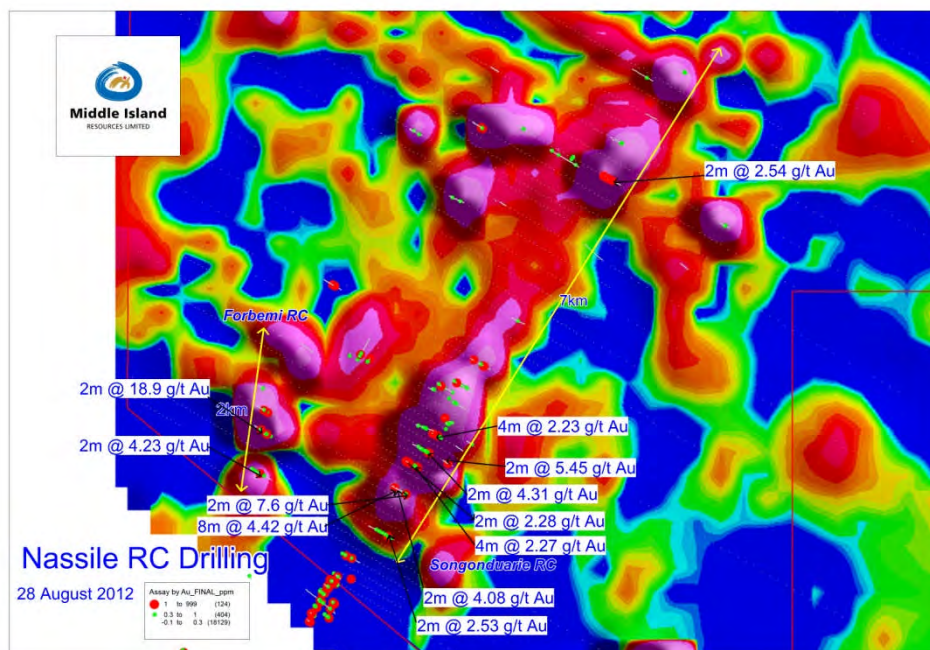 Middle Island
RESOURCES LIMITED
2m @ 2.54 g/t Au
7km
Forbemi RC
2m @ 18.9 g/t Au
2km
4m @ 2.23 g/t Au
2m @ 4.23 g/t Au
2m @ 5.45 g/t Au
2m @ 7.6 g/t Au
2m @ 4.31 g/t Au
8m @ 4.42 g/t Au
2m @ 2.28 g/t Au
4m @ 2.27 g/t Au
Nassile RC Drilling
Songonduarie RC
28 August 2012
2m @ 4.08 g/t Au
2m @ 2.53 g/t Au
Assay by Au_FINAL_ppm
1 to 999 (124)
0.3 to 1 (404)
-0.1 to 0.3 (18129)